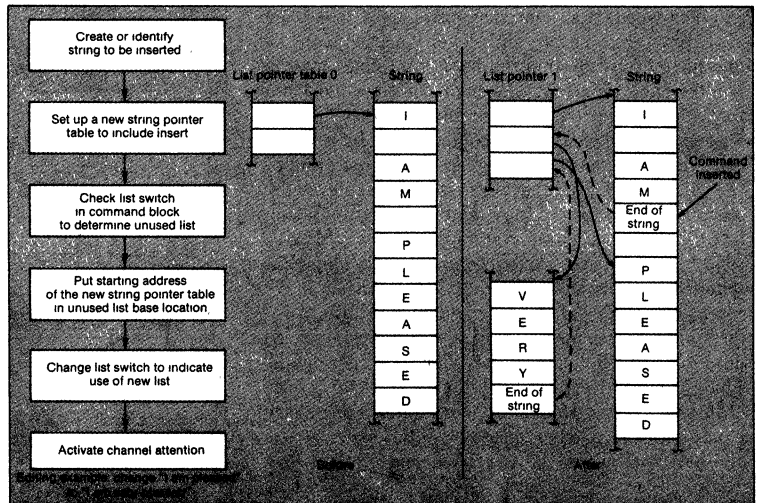 Create or identify
string to be inserted
Set up a new string pointer
table to include insert
Check list switch
in command block
to determine unused list
Put starting address
of the new string pointer table
in unused list base location
Change list switch to indicate
use of new list
Activate channel attention
List pointer table 0
String
I
A
M
P
L
E
A
S
E
D
Before
List pointer 1
String
I
A
M
End of
string
P
L
E
A
S
E
D
Command
inserted
V
E
R
Y
End of
string
After